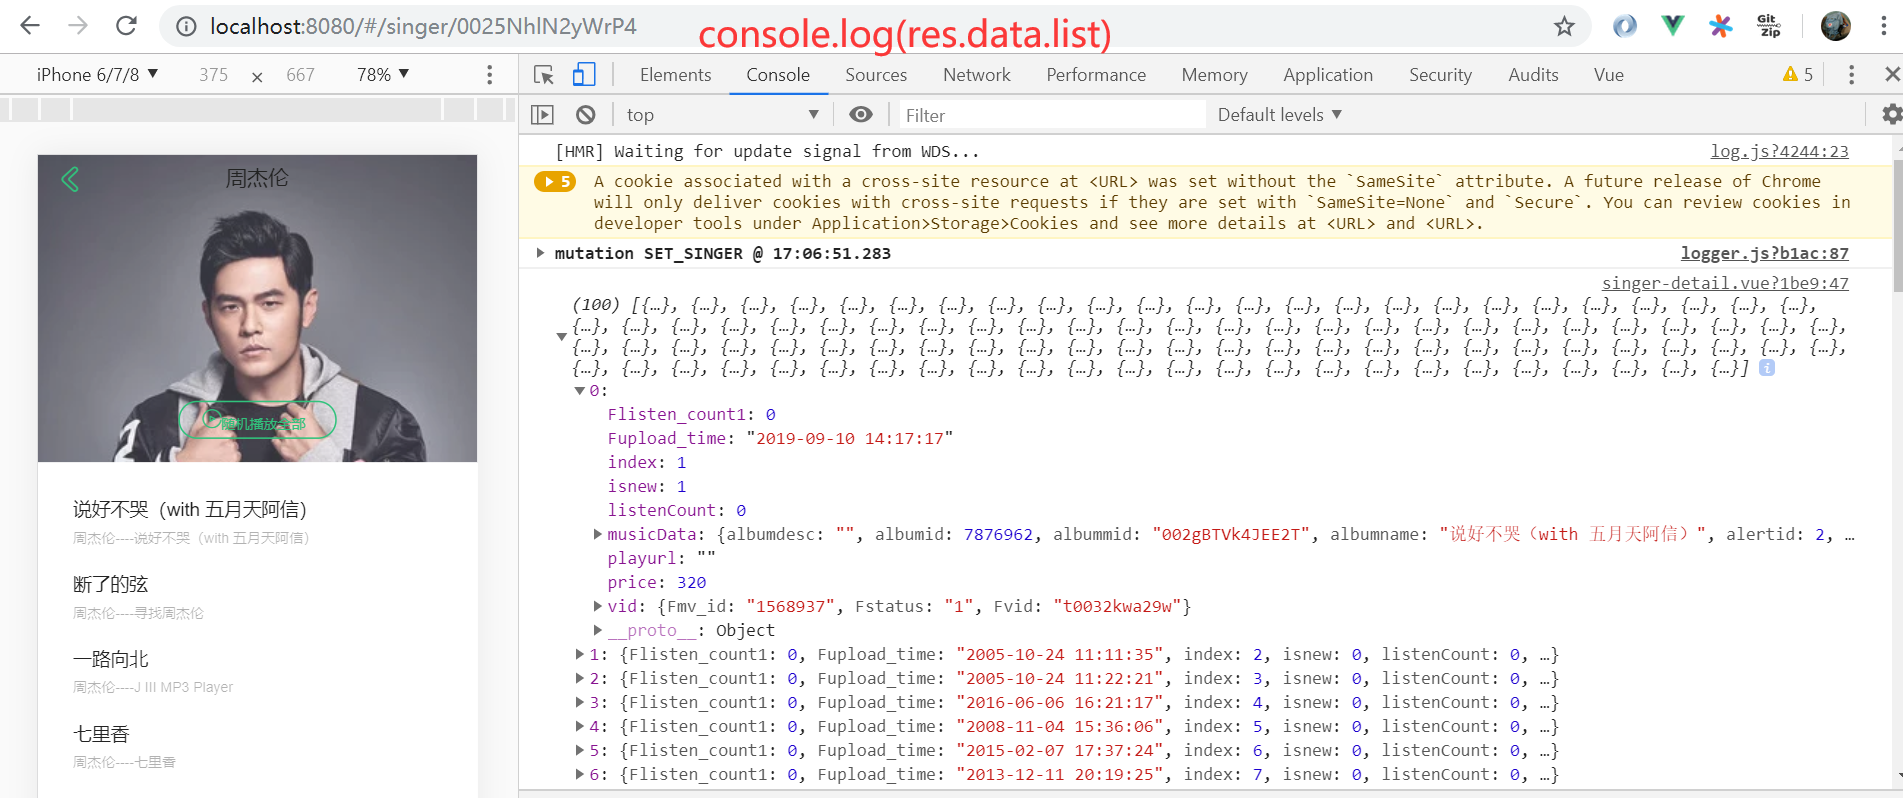 localhost:8080/#/singer/0025NhlN2yWrP4
console.log(res.data.list)
Git Zip
iPhone 6/7/8 ▼ 375 × 667 78% ▼
Elements Console Sources Network Performance Memory Application Security Audits Vue 5
top ▼ Filter Default levels ▼
周杰伦
随机播放全部
说好不哭（with 五月天阿信）
周杰伦----说好不哭（with 五月天阿信）
断了的弦
周杰伦----寻找周杰伦
一路向北
周杰伦----J III MP3 Player
七里香
周杰伦----七里香
[HMR] Waiting for update signal from WDS... log.js?4244:23
5 A cookie associated with a cross-site resource at <URL> was set without the `SameSite` attribute. A future release of Chrome
will only deliver cookies with cross-site requests if they are set with `SameSite=None` and `Secure`. You can review cookies in
developer tools under Application>Storage>Cookies and see more details at <URL> and <URL>.
mutation SET_SINGER @ 17:06:51.283 logger.js?b1ac:87
singer-detail.vue?1be9:47
(100) [{…}, {…}, {…}, {…}, {…}, {…}, {…}, {…}, {…}, {…}, {…}, {…}, {…}, {…}, {…}, {…}, {…}, {…}, {…}, {…}, {…}, {…}, {…}, {…},
{…}, {…}, {…}, {…}, {…}, {…}, {…}, {…}, {…}, {…}, {…}, {…}, {…}, {…}, {…}, {…}, {…}, {…}, {…}, {…}, {…}, {…}, {…}, {…}, {…}, {…},
{…}, {…}, {…}, {…}, {…}, {…}, {…}, {…}, {…}, {…}, {…}, {…}, {…}, {…}, {…}, {…}, {…}, {…}, {…}, {…}, {…}, {…}, {…}, {…}, {…}, {…},
{…}, {…}, {…}, {…}, {…}, {…}, {…}, {…}, {…}, {…}, {…}, {…}, {…}, {…}, {…}, {…}, {…}, {…}, {…}, {…}, {…}, {…}, {…}, {…}] i
0:
Flisten_count1: 0
Fupload_time: "2019-09-10 14:17:17"
index: 1
isnew: 1
listenCount: 0
musicData: {albumdesc: "", albumid: 7876962, albummid: "002gBTVk4JEE2T", albumname: "说好不哭（with 五月天阿信）", alertid: 2, …
playurl: ""
price: 320
vid: {Fmv_id: "1568937", Fstatus: "1", Fvid: "t0032kwa29w"}
__proto__: Object
1: {Flisten_count1: 0, Fupload_time: "2005-10-24 11:11:35", index: 2, isnew: 0, listenCount: 0, …}
2: {Flisten_count1: 0, Fupload_time: "2005-10-24 11:22:21", index: 3, isnew: 0, listenCount: 0, …}
3: {Flisten_count1: 0, Fupload_time: "2016-06-06 16:21:17", index: 4, isnew: 0, listenCount: 0, …}
4: {Flisten_count1: 0, Fupload_time: "2008-11-04 15:36:06", index: 5, isnew: 0, listenCount: 0, …}
5: {Flisten_count1: 0, Fupload_time: "2015-02-07 17:37:24", index: 6, isnew: 0, listenCount: 0, …}
6: {Flisten_count1: 0, Fupload_time: "2013-12-11 20:19:25", index: 7, isnew: 0, listenCount: 0, …}